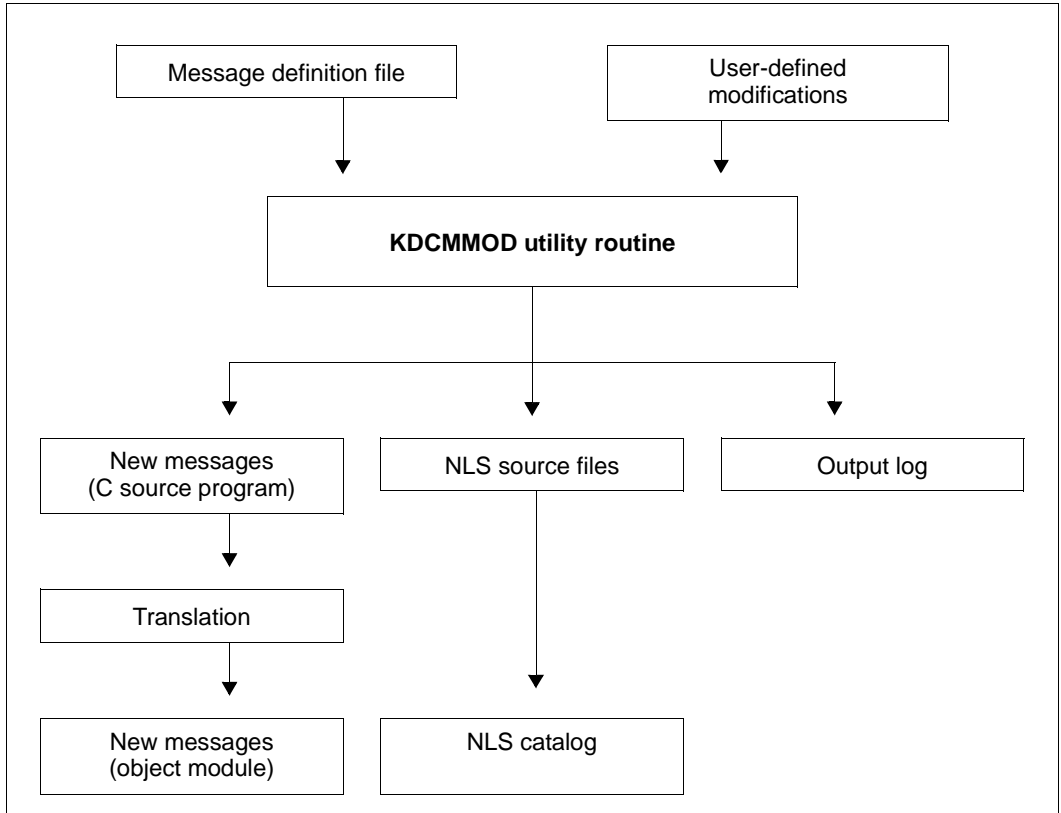 Message definition file
User-defined
modifications
KDCMMOD utility routine
New messages
(C source program)
NLS source files
Output log
Translation
New messages
(object module)
NLS catalog